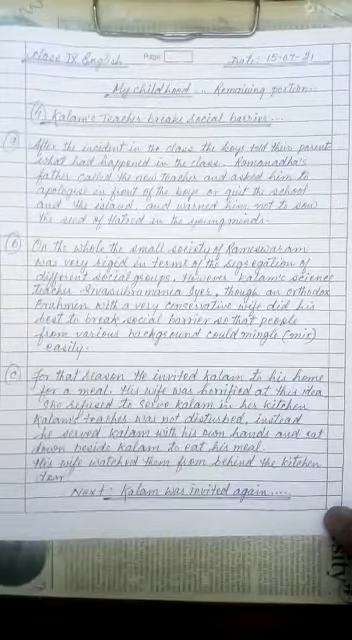 Class IX English Page Date: 15-07-21
My childhood ... Remaining portion...
(4) Kalam's Teacher breaks social barrier...
(a) After the incident in the class the boys told their parent
what had happened in the class. Ramanadha's
father called the new teacher and asked him to
apologise in front of the boys or quit the school
and the island. and warned him not to sow
the seed of Hatred in the young minds.
(b) On the whole the small society of Rameswaram
was very riged in terms of the segregation of
different social groups. However Kalam's science
teacher Sivasubramania Iyer, though an orthodox
Brahmen with a very conservative wife did his
best to break social barrier so that people
from various background could mingle (mix)
easily.
(c) For that reason He invited Kalam to his home
for a meal. His wife was horrified at this idea
She refused to serve Kalam in her kitchen
Kalam's teacher was not disturbed, instead
he served Kalam with his own hands and sat
down beside Kalam to eat his meal.
His wife watched them from behind the kitchen
door
Next: Kalam was invited again.....